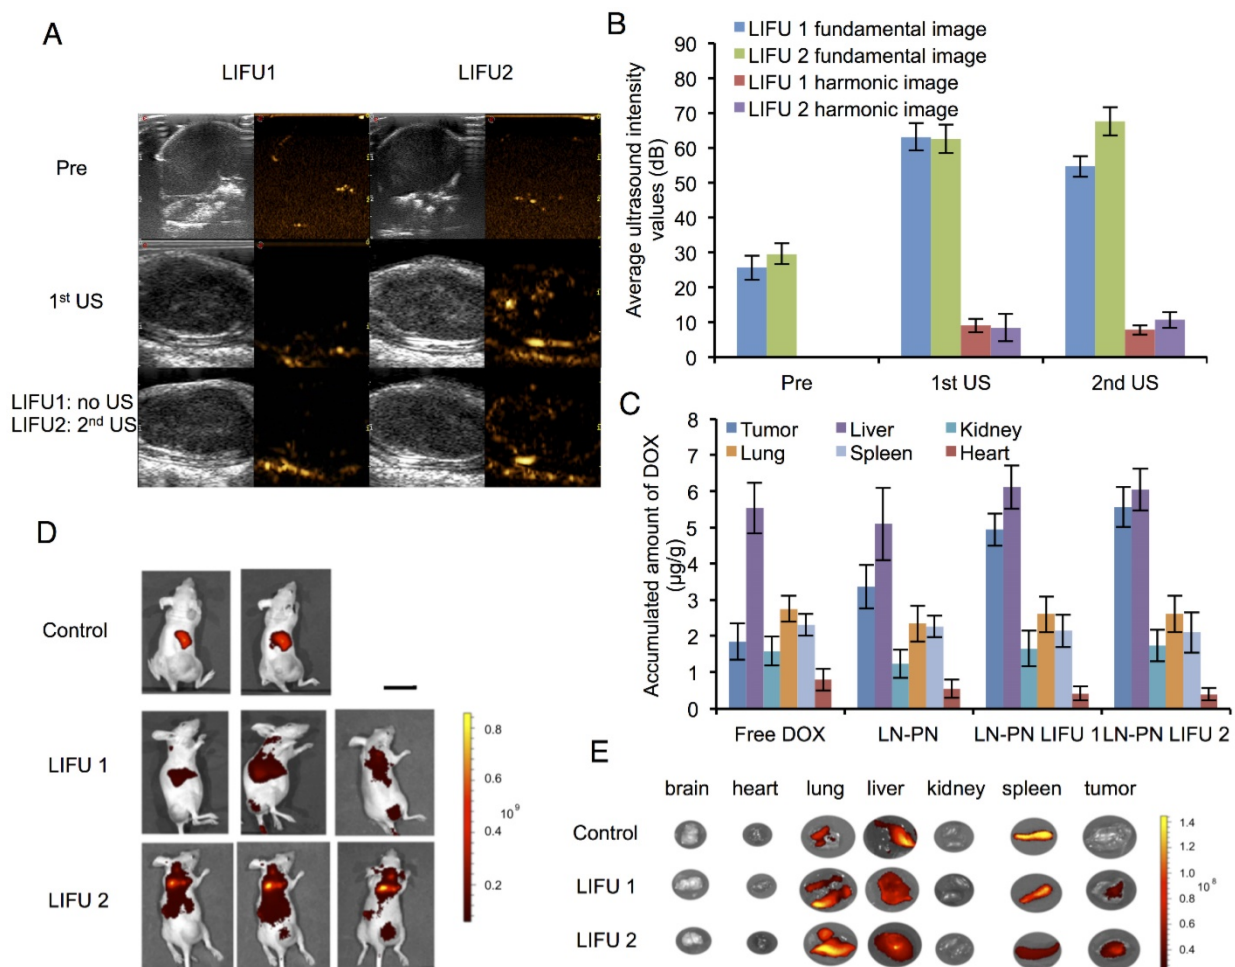 A
LIFU1
LIFU2
Pre
1st US
LIFU1: no US
LIFU2: 2nd US
B
LIFU 1 fundamental image
LIFU 2 fundamental image
LIFU 1 harmonic image
LIFU 2 harmonic image
Average ultrasound intensity
values (dB)
90
80
70
60
50
40
30
20
10
0
Pre
1st US
2nd US
C
Tumor
Liver
Kidney
Lung
Spleen
Heart
Accumulated amount of DOX
(µg/g)
8
7
6
5
4
3
2
1
0
Free DOX
LN-PN
LN-PN LIFU 1
LN-PN LIFU 2
D
Control
LIFU 1
LIFU 2
0.8
0.6
0.4
0.2
10⁹
E
brain heart lung liver kidney spleen tumor
Control
LIFU 1
LIFU 2
1.4
1.0
0.8
0.6
0.4